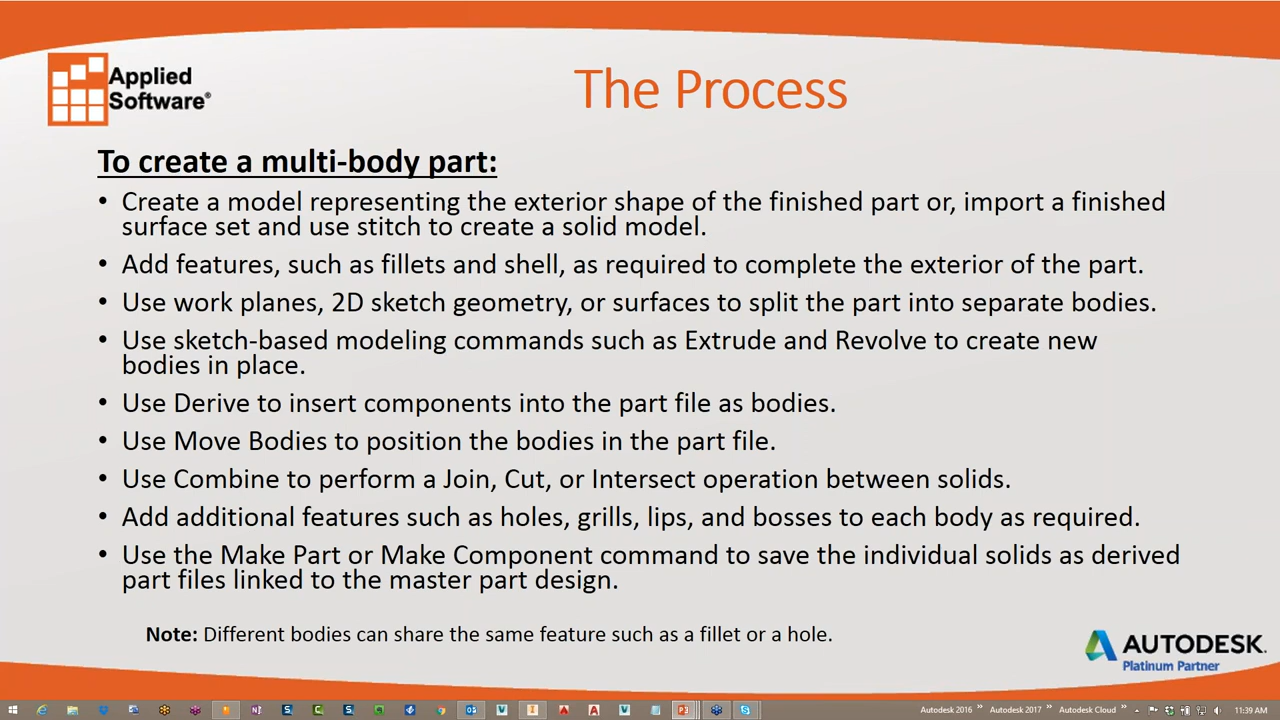 Applied
Software®
The Process
To create a multi-body part:
• Create a model representing the exterior shape of the finished part or, import a finished
surface set and use stitch to create a solid model.
• Add features, such as fillets and shell, as required to complete the exterior of the part.
• Use work planes, 2D sketch geometry, or surfaces to split the part into separate bodies.
• Use sketch-based modeling commands such as Extrude and Revolve to create new
bodies in place.
• Use Derive to insert components into the part file as bodies.
• Use Move Bodies to position the bodies in the part file.
• Use Combine to perform a Join, Cut, or Intersect operation between solids.
• Add additional features such as holes, grills, lips, and bosses to each body as required.
• Use the Make Part or Make Component command to save the individual solids as derived
part files linked to the master part design.
Note: Different bodies can share the same feature such as a fillet or a hole.
AUTODESK.
Platinum Partner
Autodesk 2016 » Autodesk 2017 » Autodesk Cloud » 11:39 AM